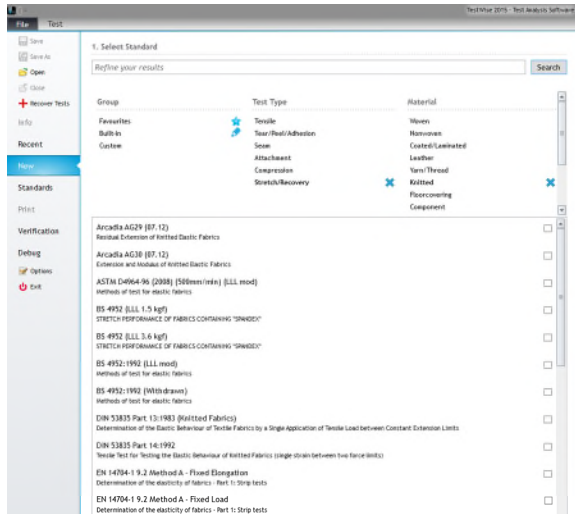 TestWise 2015 - Test Analysis Software
File Test
Save
Save As
Open
Close
Recover Tests
Info
Recent
New
Standards
Print
Verification
Debug
Options
Exit
1. Select Standard
Refine your results
Search
Group Test Type Material
Favourites Tensile Woven
Built-in Tear/Peel/Adhesion Nonwoven
Custom Seam Coated/Laminated
Attachment Leather
Compression Yarn/Thread
Stretch/Recovery Knitted
Floorcovering
Component
Arcadia AG29 (07.12)
Residual Extension of Knitted Elastic Fabrics
Arcadia AG30 (07.12)
Extension and Modulus of Knitted Elastic Fabrics
ASTM D4964-96 (2008) (500mm/min) (LLL mod)
Methods of test for elastic fabrics
BS 4952 (LLL 1.5 kgf)
STRETCH PERFORMANCE OF FABRICS CONTAINING "SPANDEX"
BS 4952 (LLL 3.6 kgf)
STRETCH PERFORMANCE OF FABRICS CONTAINING "SPANDEX"
BS 4952:1992 (LLL mod)
Methods of test for elastic fabrics
BS 4952:1992 (Withdrawn)
Methods of test for elastic fabrics
DIN 53835 Part 13:1983 (Knitted Fabrics)
Determination of the Elastic Behaviour of Textile Fabrics by a Single Application of Tensile Load between Constant Extension Limits
DIN 53835 Part 14:1992
Tensile Test for Testing the Elastic Behaviour of Knitted Fabrics (single strain between two force limits)
EN 14704-1 9.2 Method A - Fixed Elongation
Determination of the elasticity of fabrics - Part 1: Strip tests
EN 14704-1 9.2 Method A - Fixed Load
Determination of the elasticity of fabrics - Part 1: Strip tests